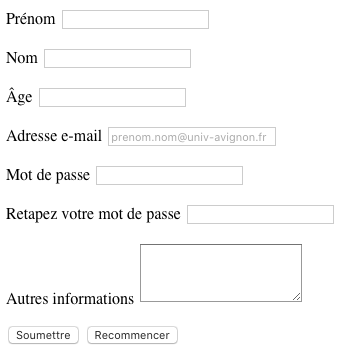 Prénom
Nom
Âge
Adresse e-mail prenom.nom@univ-avignon.fr
Mot de passe
Retapez votre mot de passe
Autres informations
Soumettre Recommencer